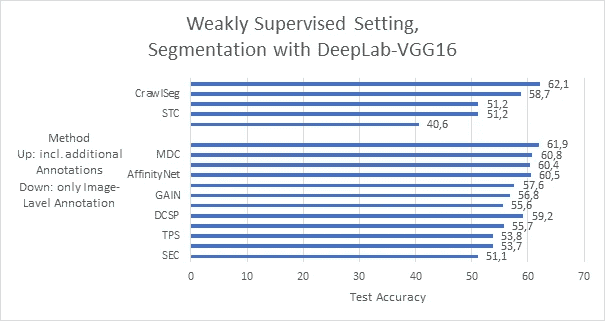 Weakly Supervised Setting,
Segmentation with DeepLab-VGG16
Method
Up: incl. additional
Annotations
Down: only Image-
Lavel Annotation
62,1
CrawlSeg 58,7
51,2
STC 51,2
40,6
61,9
MDC 60,8
60,4
AffinityNet 60,5
57,6
GAIN 56,8
55,6
DCSP 59,2
55,7
TPS 53,8
53,7
SEC 51,1
0 10 20 30 40 50 60 70
Test Accuracy